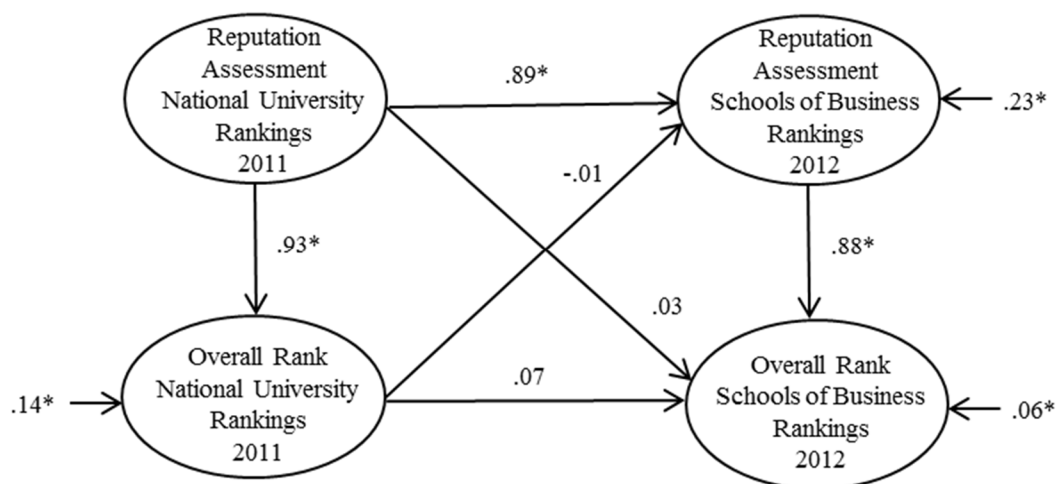 Reputation
Assessment
National University
Rankings
2011
.89*
Reputation
Assessment
Schools of Business
Rankings
2012
.23*
-.01
.93*
.88*
.03
Overall Rank
National University
Rankings
2011
.14*
.07
Overall Rank
Schools of Business
Rankings
2012
.06*